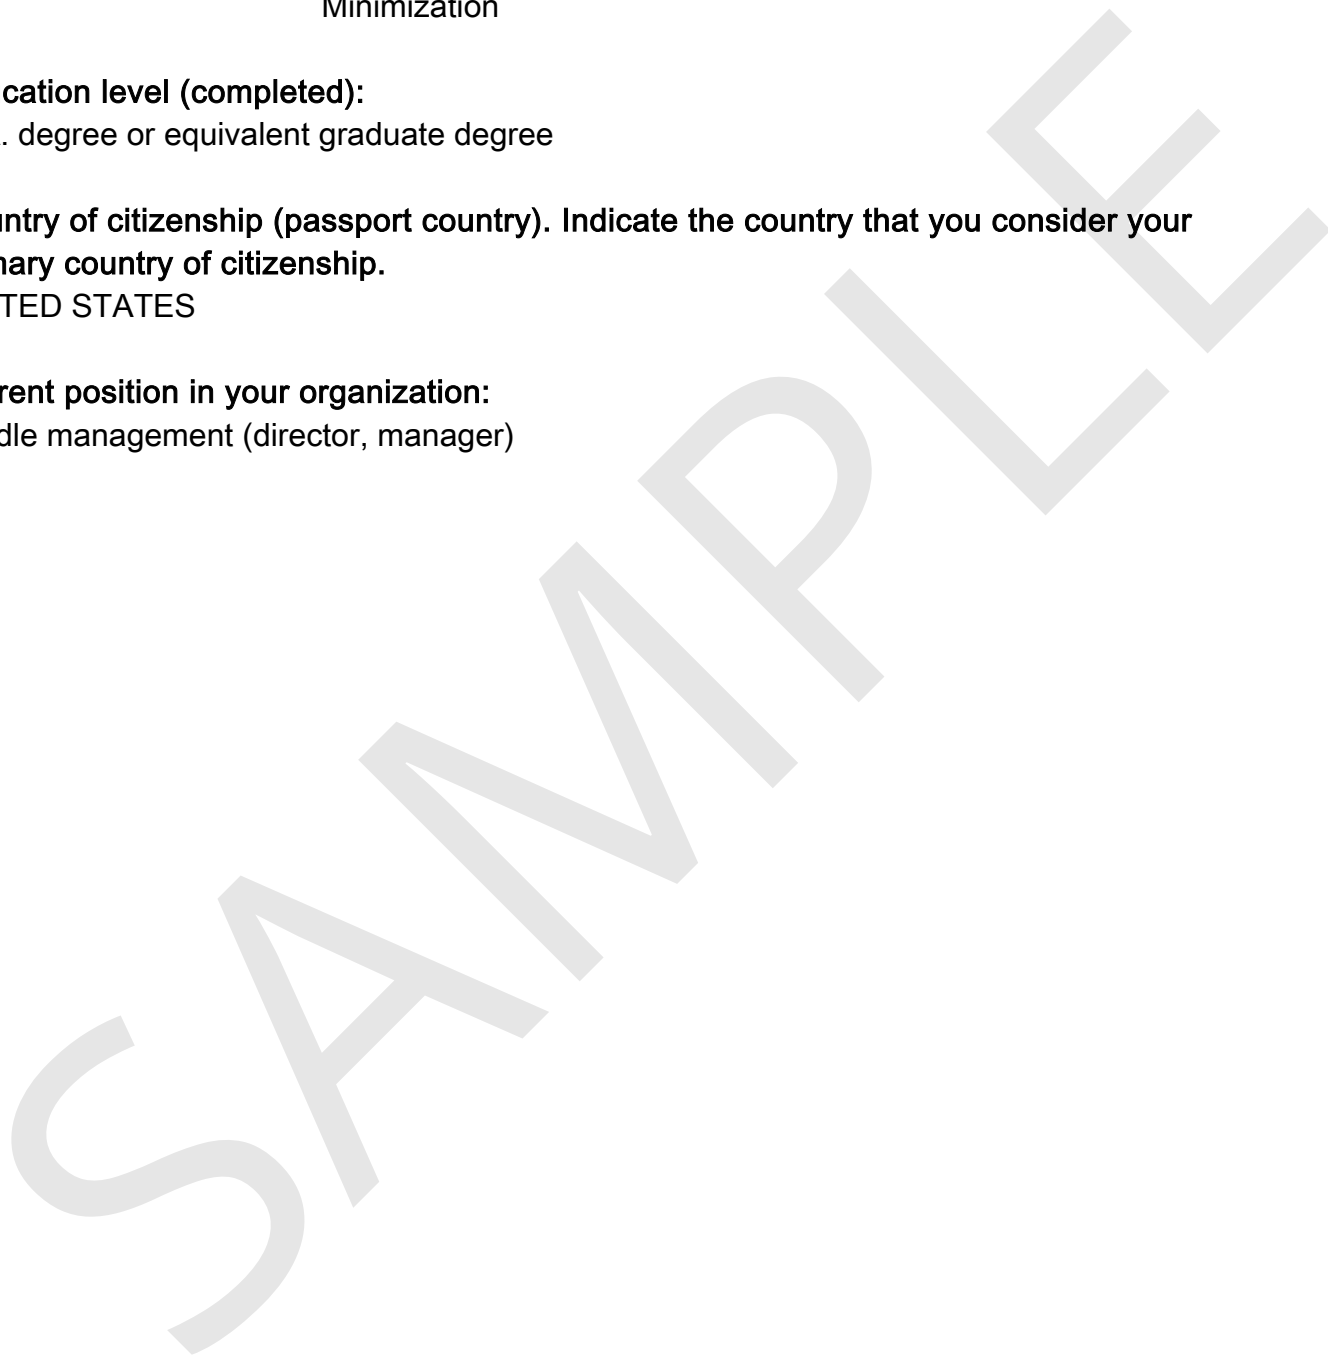 Minimization
cation level (completed):
. degree or equivalent graduate degree
ntry of citizenship (passport country). Indicate the country that you consider your
nary country of citizenship.
TED STATES
rent position in your organization:
dle management (director, manager)
SAMPLE